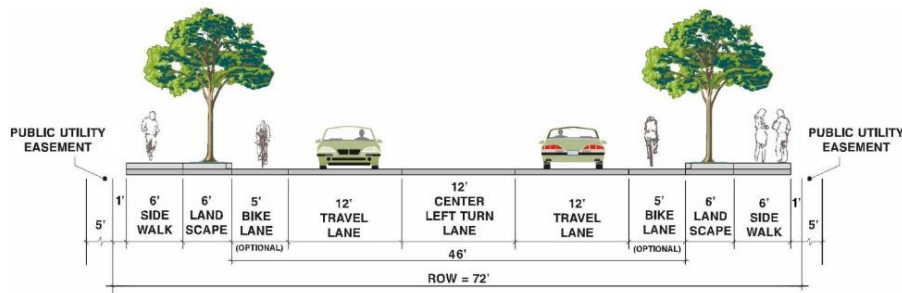 PUBLIC UTILITY
EASEMENT
PUBLIC UTILITY
EASEMENT
5'
1'
6'
SIDE
WALK
6'
LAND
SCAPE
5'
BIKE
LANE
(OPTIONAL)
12'
TRAVEL
LANE
12'
CENTER
LEFT TURN
LANE
12'
TRAVEL
LANE
5'
BIKE
LANE
(OPTIONAL)
6'
LAND
SCAPE
6'
SIDE
WALK
1'
5'
46'
ROW = 72'